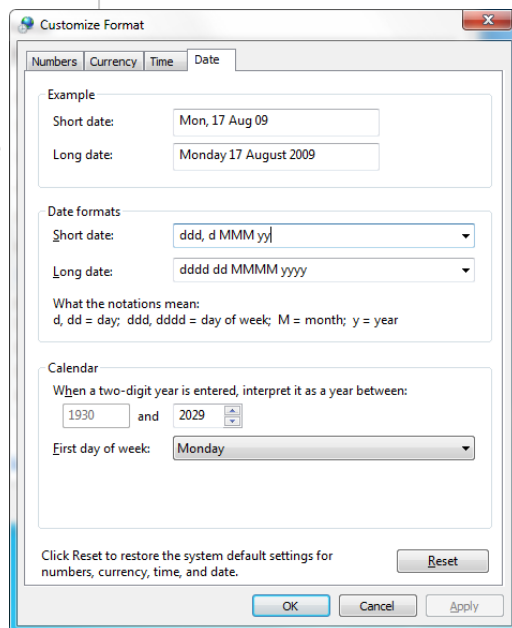 Customize Format
Numbers Currency Time Date
Example
Short date: Mon, 17 Aug 09
Long date: Monday 17 August 2009
Date formats
Short date: ddd, d MMM yy
Long date: dddd dd MMMM yyyy
What the notations mean:
d, dd = day; ddd, dddd = day of week; M = month; y = year
Calendar
When a two-digit year is entered, interpret it as a year between:
1930 and 2029
First day of week: Monday
Click Reset to restore the system default settings for
numbers, currency, time, and date.
Reset
OK Cancel Apply